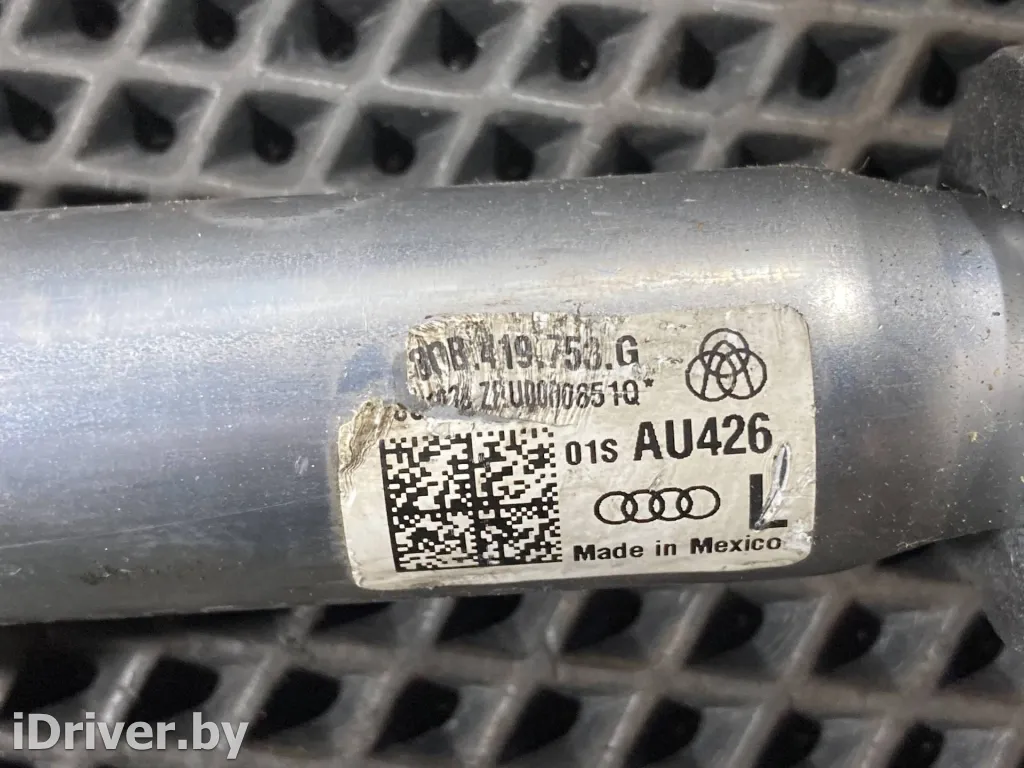 80B.419.753.G
01S AU426
L
Made in Mexico
iDriver.by